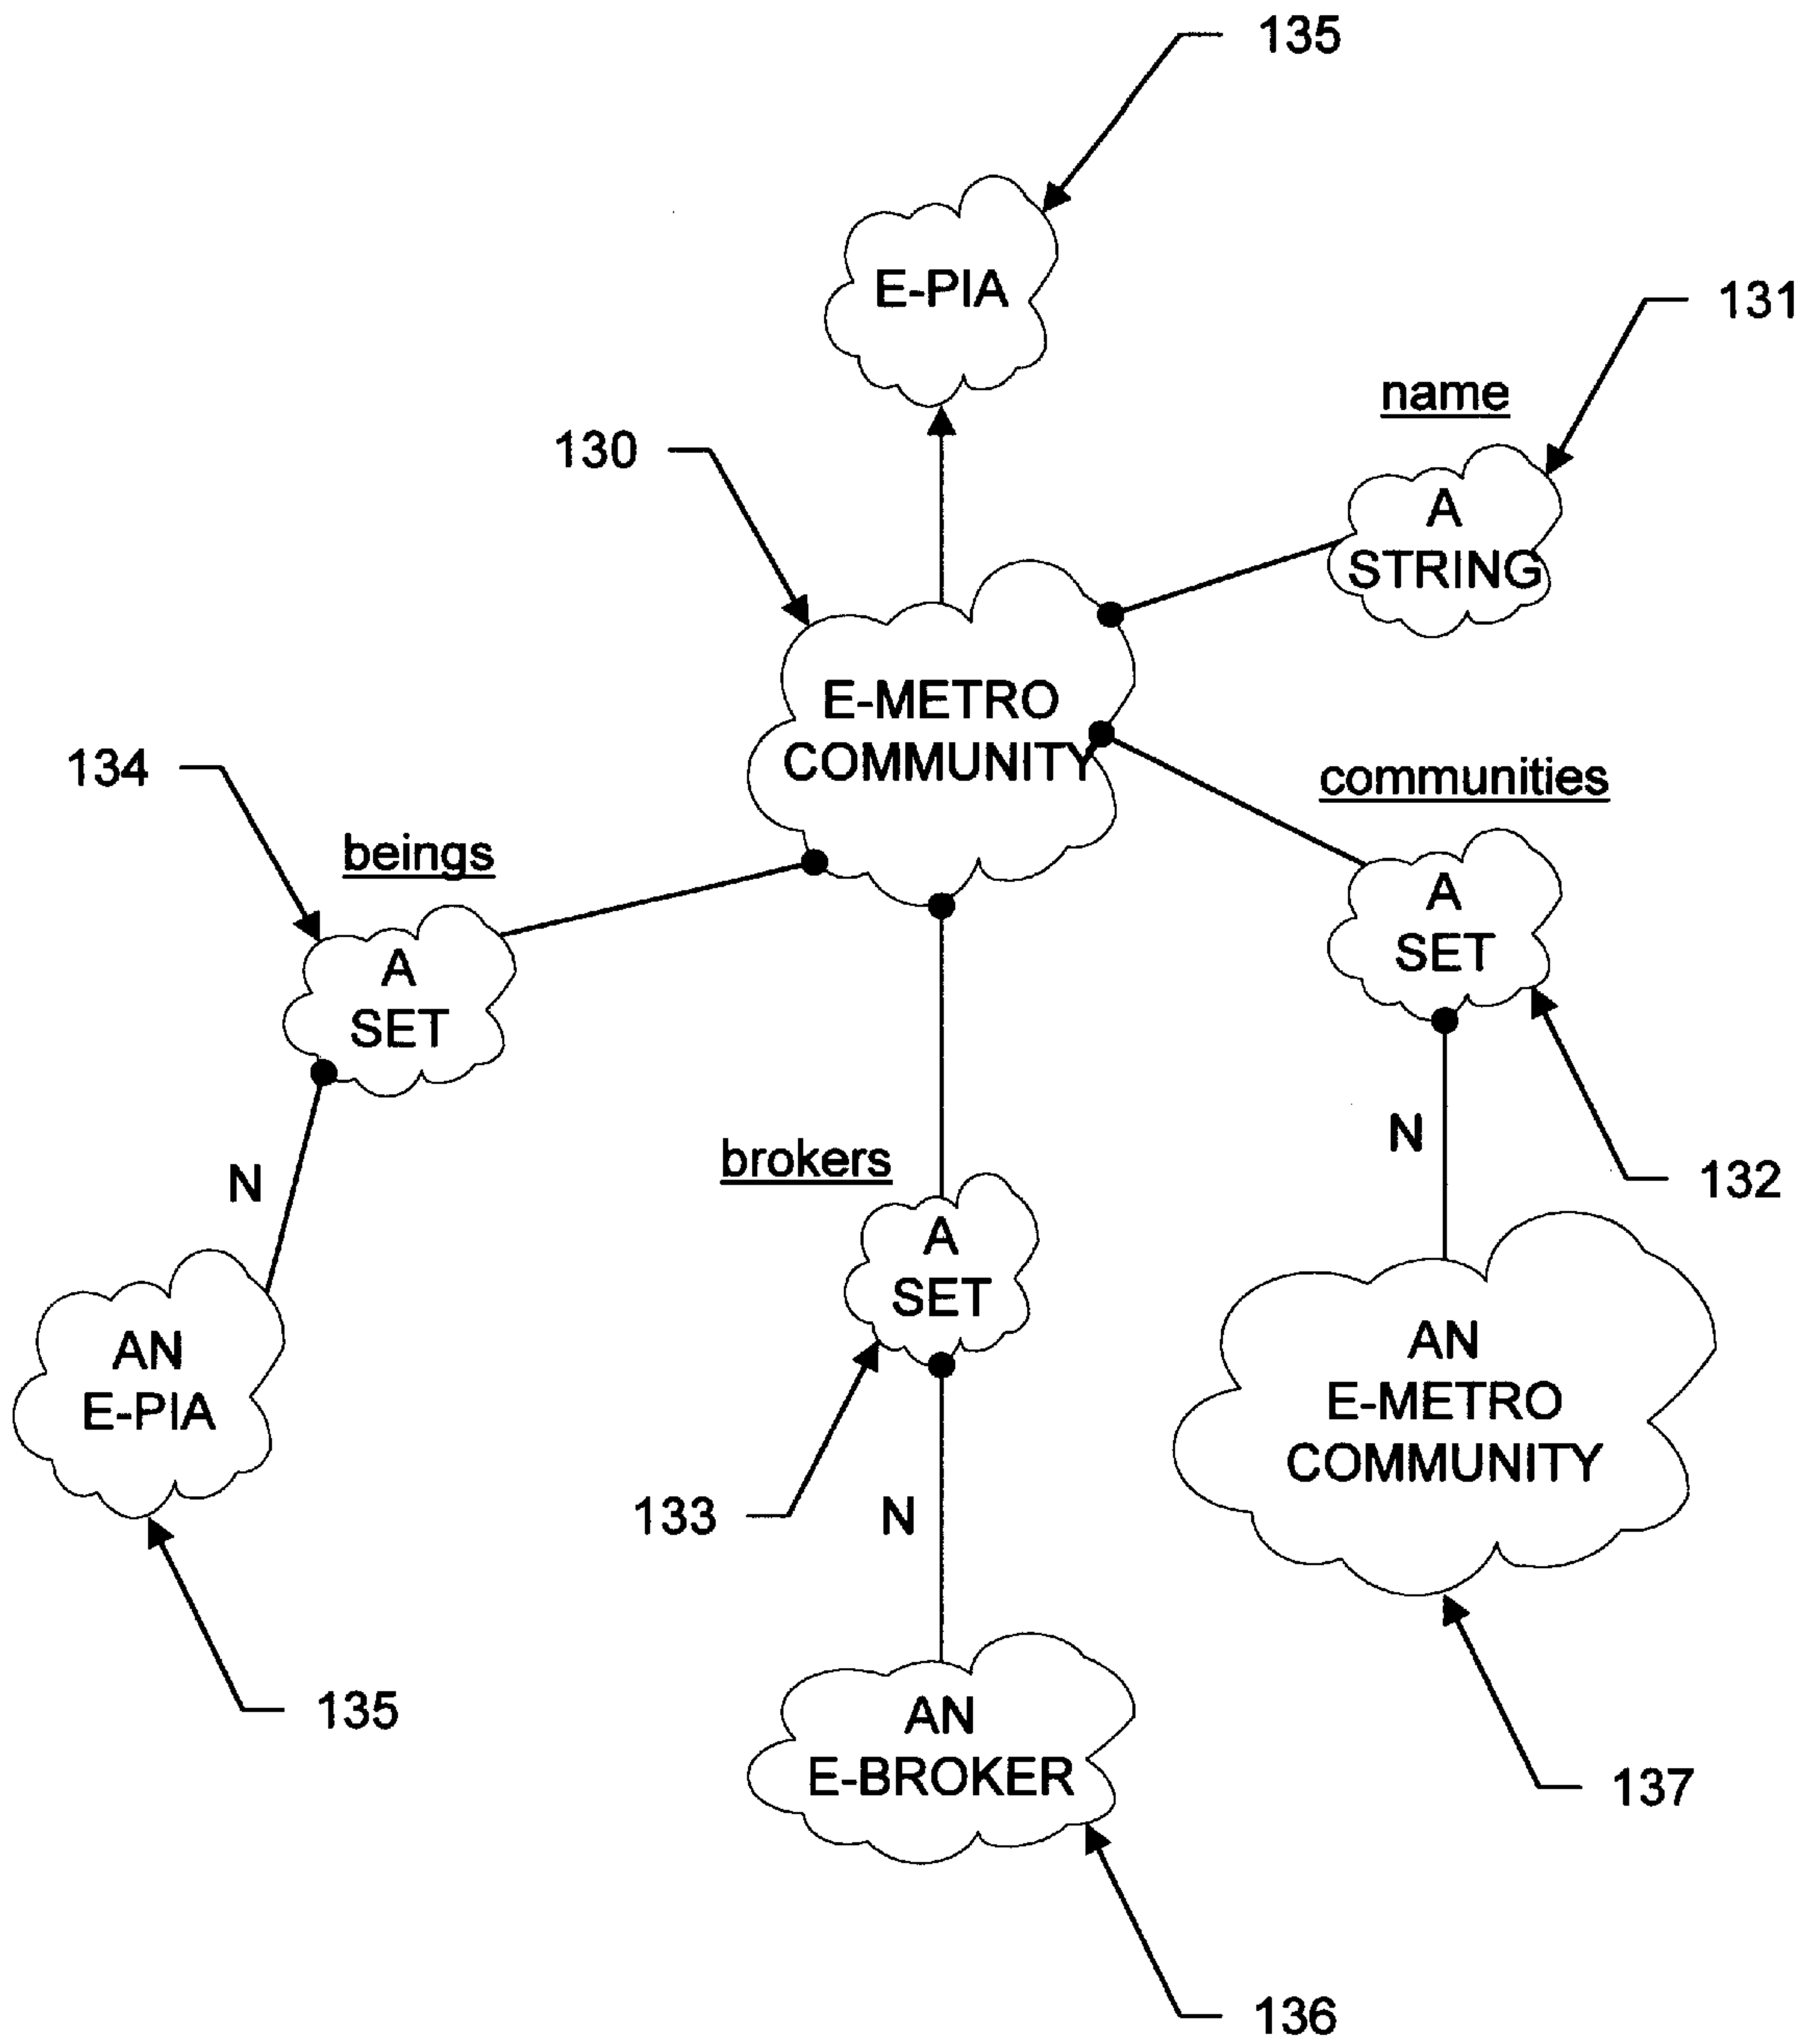 135
E-PIA
131
name
130
A
STRING
E-METRO
COMMUNITY
134
communities
beings
A
SET
A
SET
N
132
brokers
N
A
SET
AN
E-PIA
AN
E-METRO
COMMUNITY
133
N
135
AN
E-BROKER
137
136